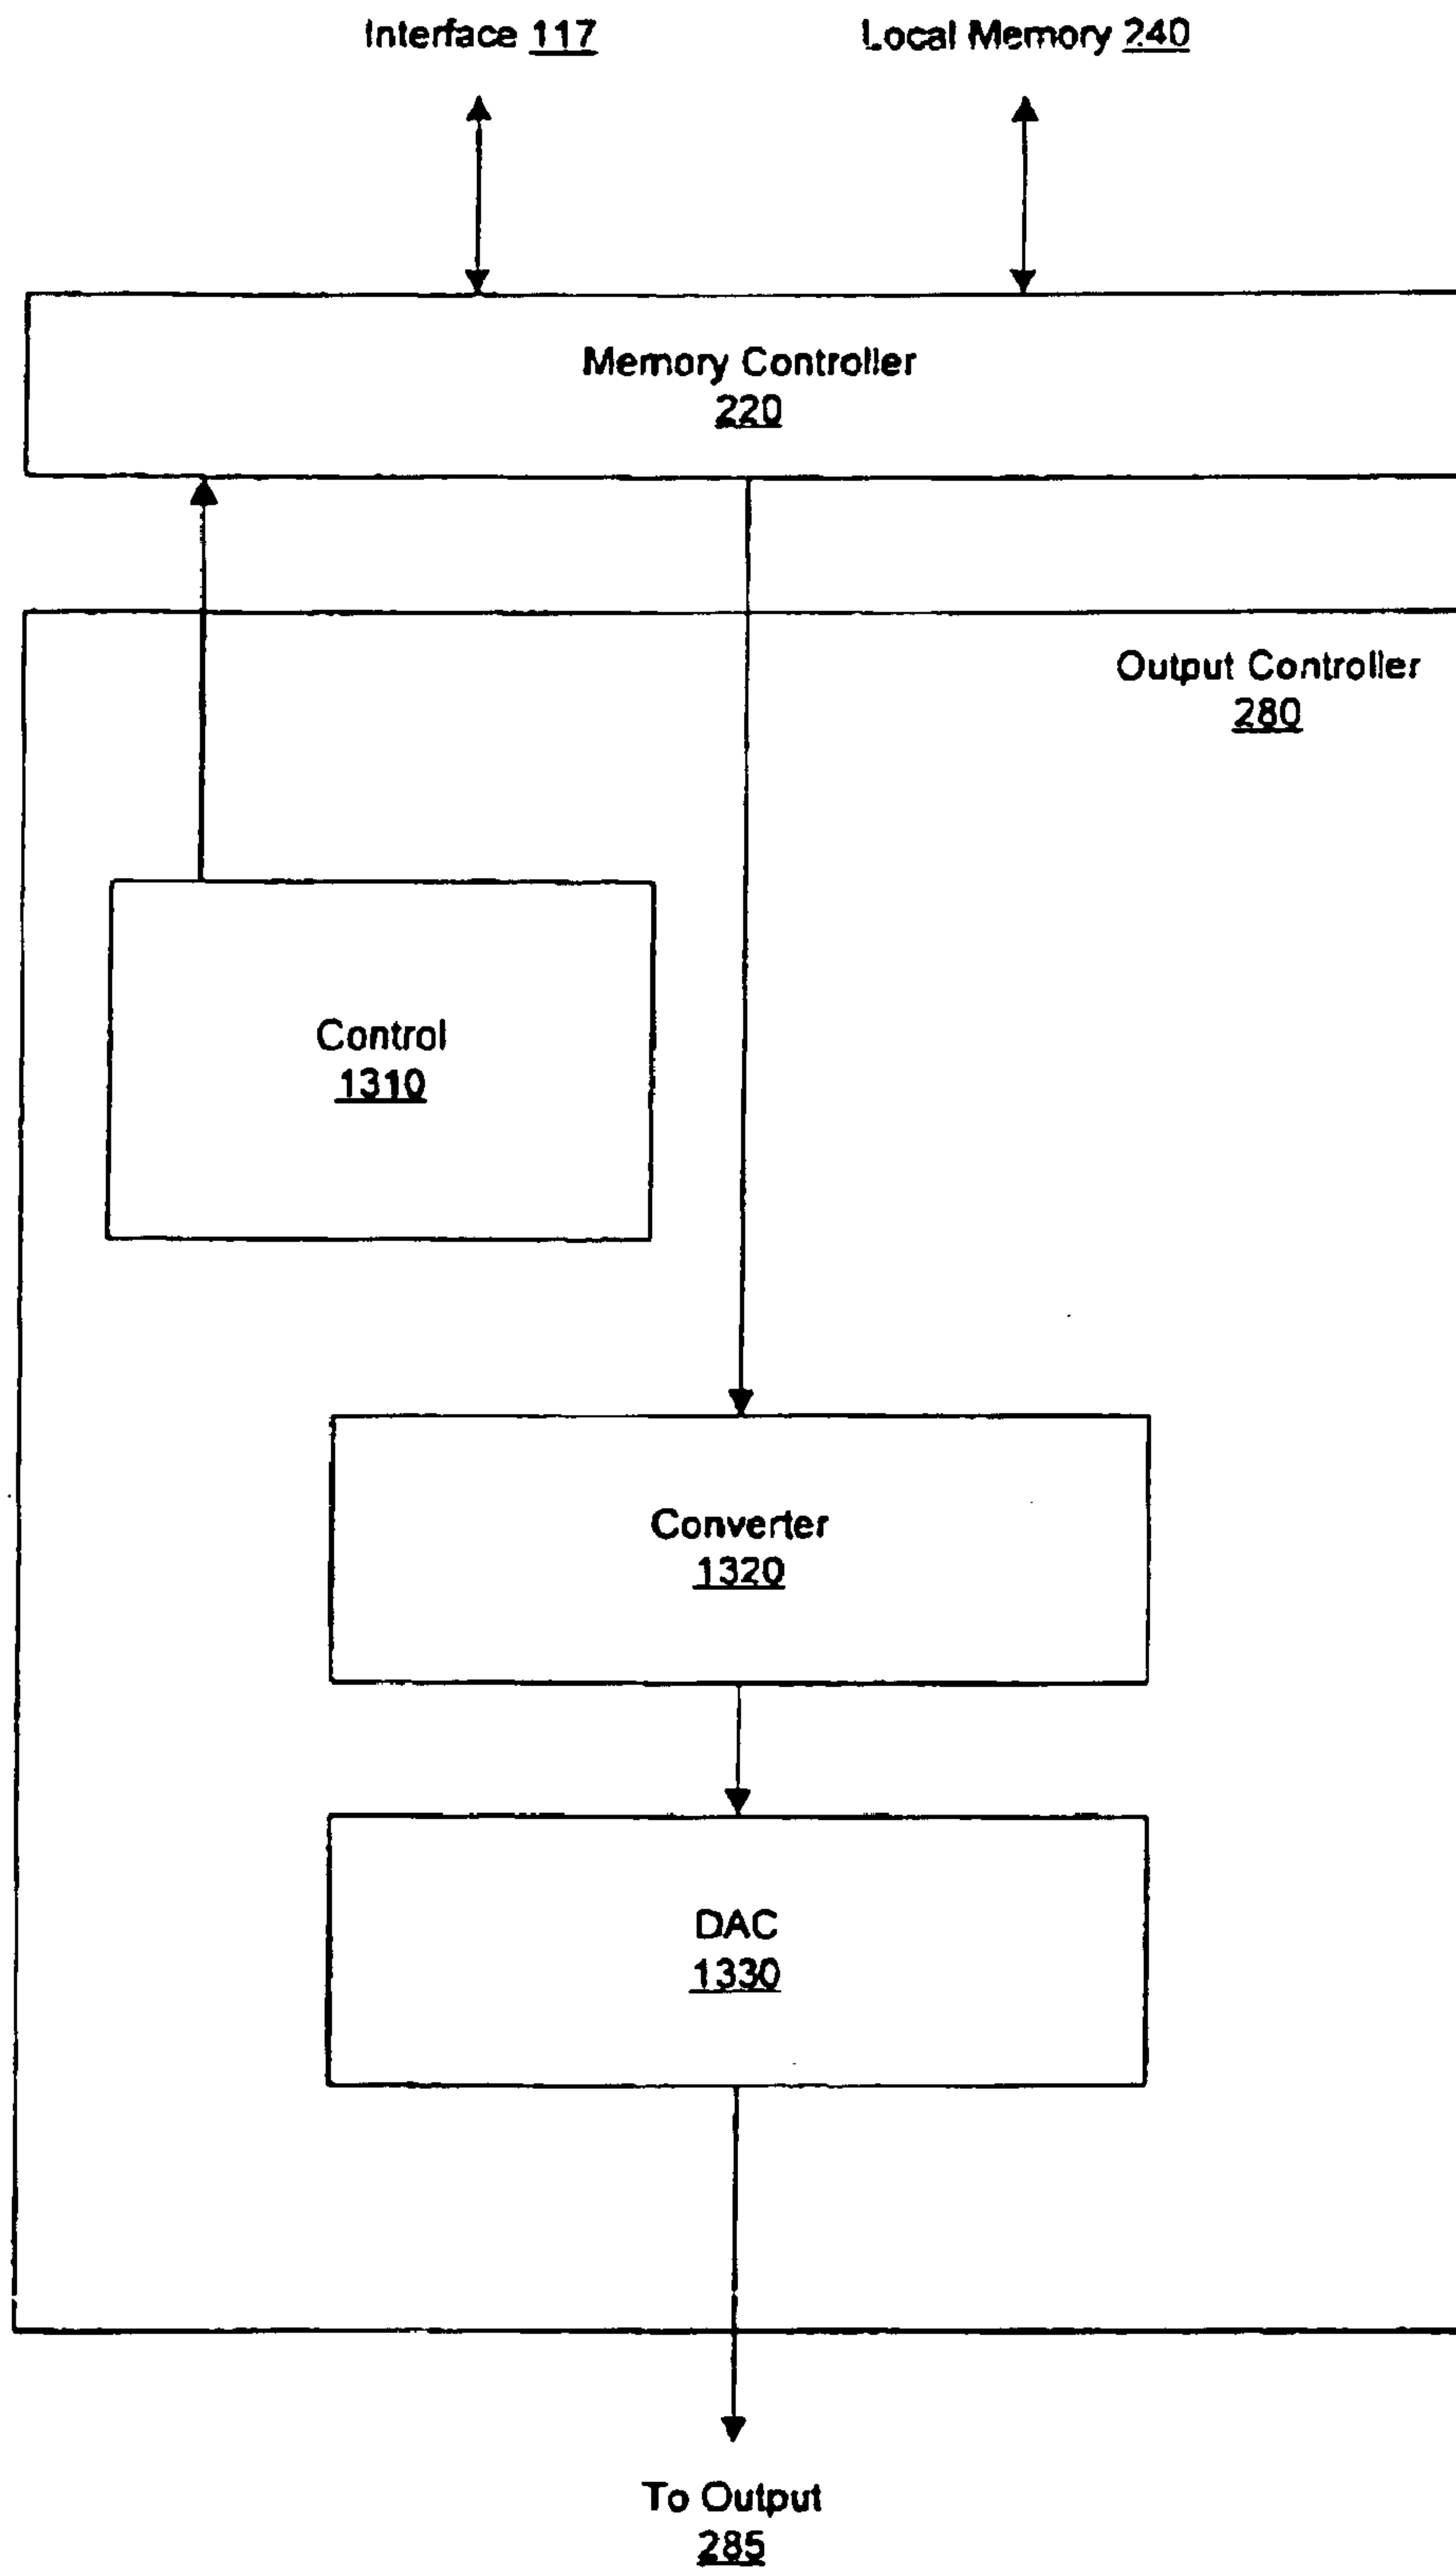 Interface 117
Local Memory 240
Memory Controller
220
Output Controller
280
Control
1310
Converter
1320
DAC
1330
To Output
285